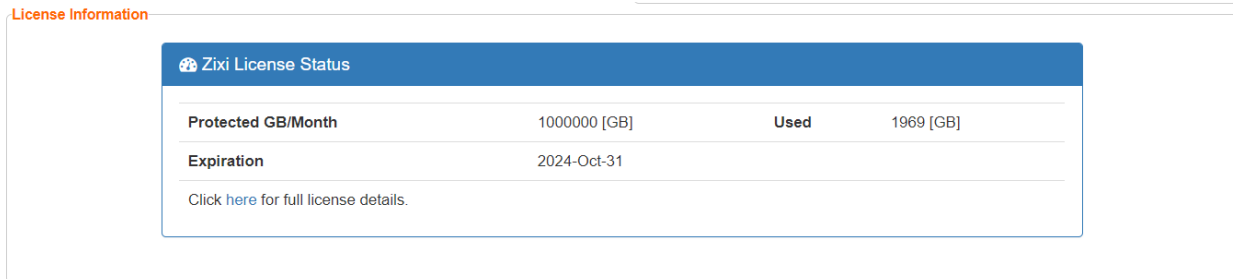 License Information
Zixi License Status
Protected GB/Month 1000000 [GB] Used 1969 [GB]
Expiration 2024-Oct-31
Click here for full license details.